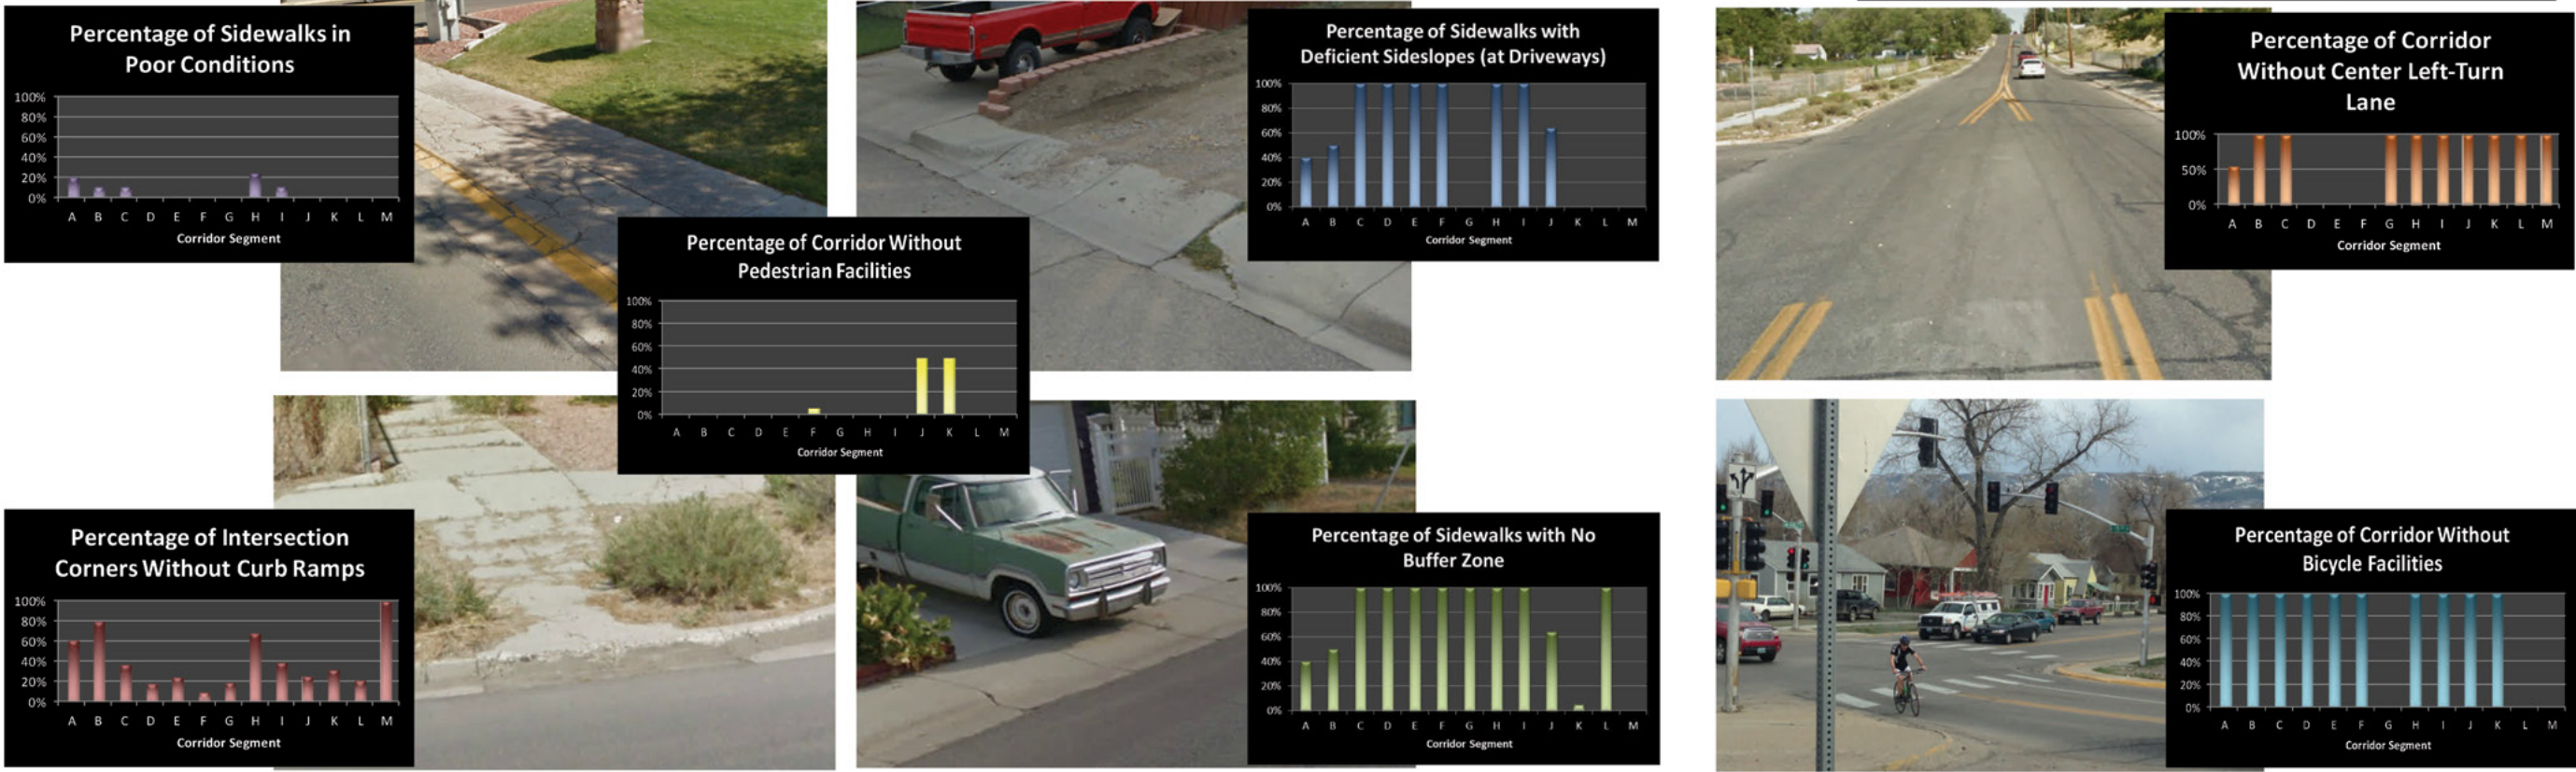 Percentage of Sidewalks in
Poor Conditions
100%
80%
60%
40%
20%
0%
A B C D E F G H I J K L M
Corridor Segment
Percentage of Sidewalks with
Deficient Sideslopes (at Driveways)
100%
80%
60%
40%
20%
0%
A B C D E F G H I J K L M
Corridor Segment
Percentage of Corridor
Without Center Left-Turn
Lane
100%
50%
0%
A B C D E F G H I J K L M
Corridor Segment
Percentage of Corridor Without
Pedestrian Facilities
100%
80%
60%
40%
20%
0%
A B C D E F G H I J K L M
Corridor Segment
Percentage of Intersection
Corners Without Curb Ramps
100%
80%
60%
40%
20%
0%
A B C D E F G H I J K L M
Corridor Segment
Percentage of Sidewalks with No
Buffer Zone
100%
80%
60%
40%
20%
0%
A B C D E F G H I J K L M
Corridor Segment
Percentage of Corridor Without
Bicycle Facilities
100%
80%
60%
40%
20%
0%
A B C D E F G H I J K L M
Corridor Segment